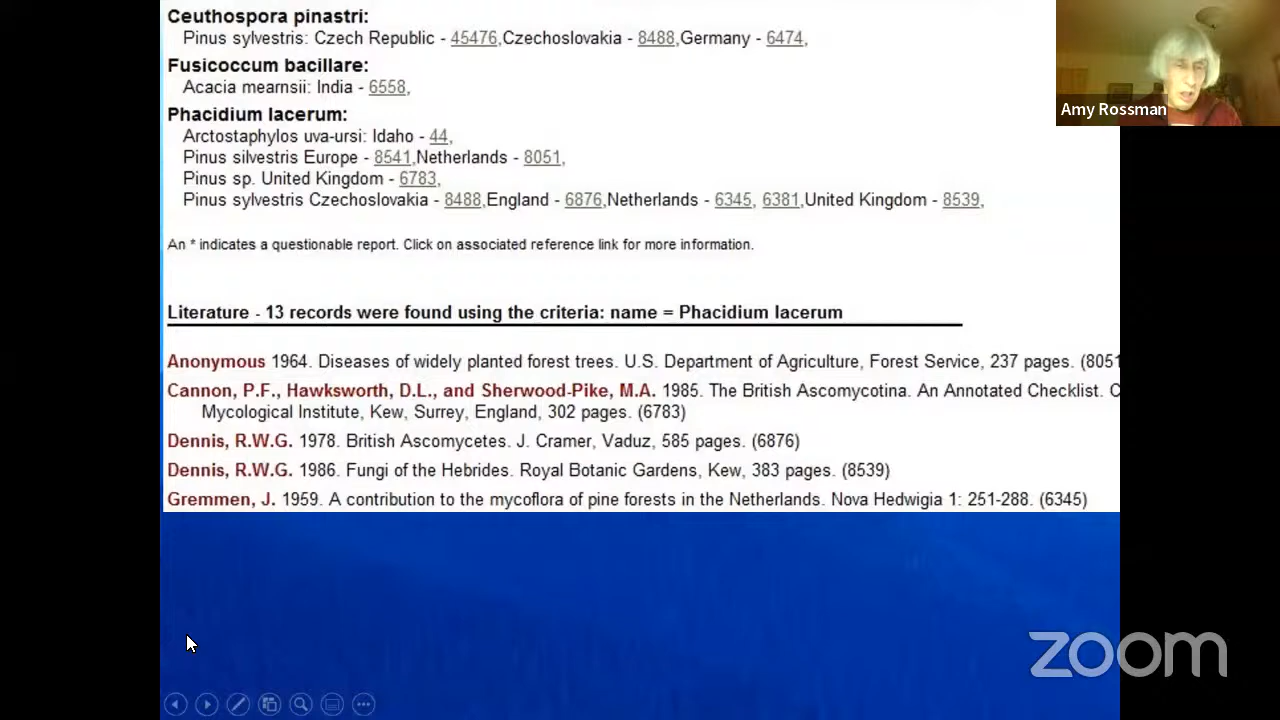 Ceuthospora pinastri:
Pinus sylvestris: Czech Republic - 45476,Czechoslovakia - 8488,Germany - 6474,
Fusicoccum bacillare:
Acacia mearnsii: India - 6558,
Phacidium lacerum:
Arctostaphylos uva-ursi: Idaho - 44,
Pinus silvestris Europe - 8541,Netherlands - 8051,
Pinus sp. United Kingdom - 6783,
Pinus sylvestris Czechoslovakia - 8488,England - 6876,Netherlands - 6345, 6381,United Kingdom - 8539,
An * indicates a questionable report. Click on associated reference link for more information.
Literature - 13 records were found using the criteria: name = Phacidium lacerum
Anonymous 1964. Diseases of widely planted forest trees. U.S. Department of Agriculture, Forest Service, 237 pages. (8051
Cannon, P.F., Hawksworth, D.L., and Sherwood-Pike, M.A. 1985. The British Ascomycotina. An Annotated Checklist. C
Mycological Institute, Kew, Surrey, England, 302 pages. (6783)
Dennis, R.W.G. 1978. British Ascomycetes. J. Cramer, Vaduz, 585 pages. (6876)
Dennis, R.W.G. 1986. Fungi of the Hebrides. Royal Botanic Gardens, Kew, 383 pages. (8539)
Gremmen, J. 1959. A contribution to the mycoflora of pine forests in the Netherlands. Nova Hedwigia 1: 251-288. (6345)
Amy Rossman
zoom